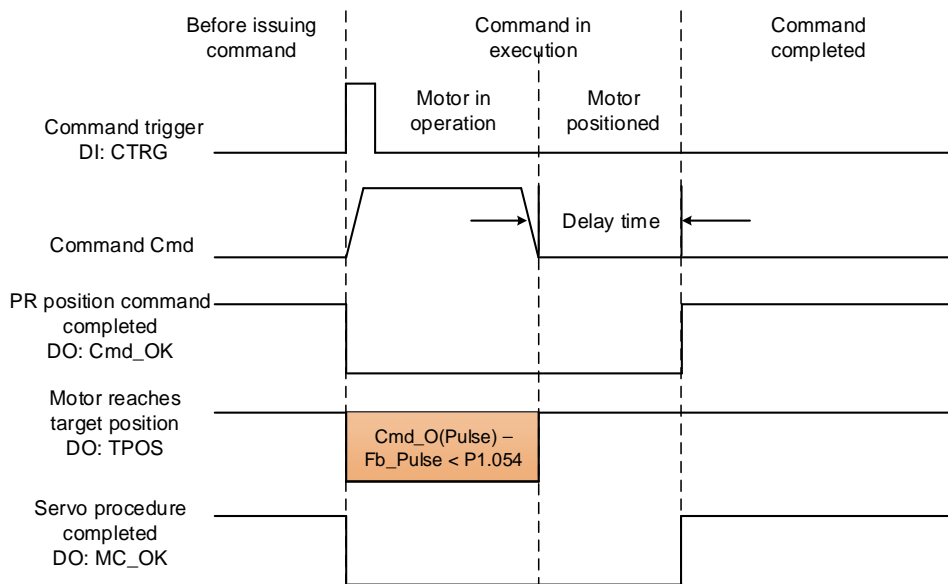 Before issuing
command
Command in
execution
Command
completed
Motor in
operation
Motor
positioned
Command trigger
DI: CTRG
Delay time
Command Cmd
PR position command
completed
DO: Cmd_OK
Motor reaches
target position
DO: TPOS
Cmd_O(Pulse) –
Fb_Pulse < P1.054
Servo procedure
completed
DO: MC_OK